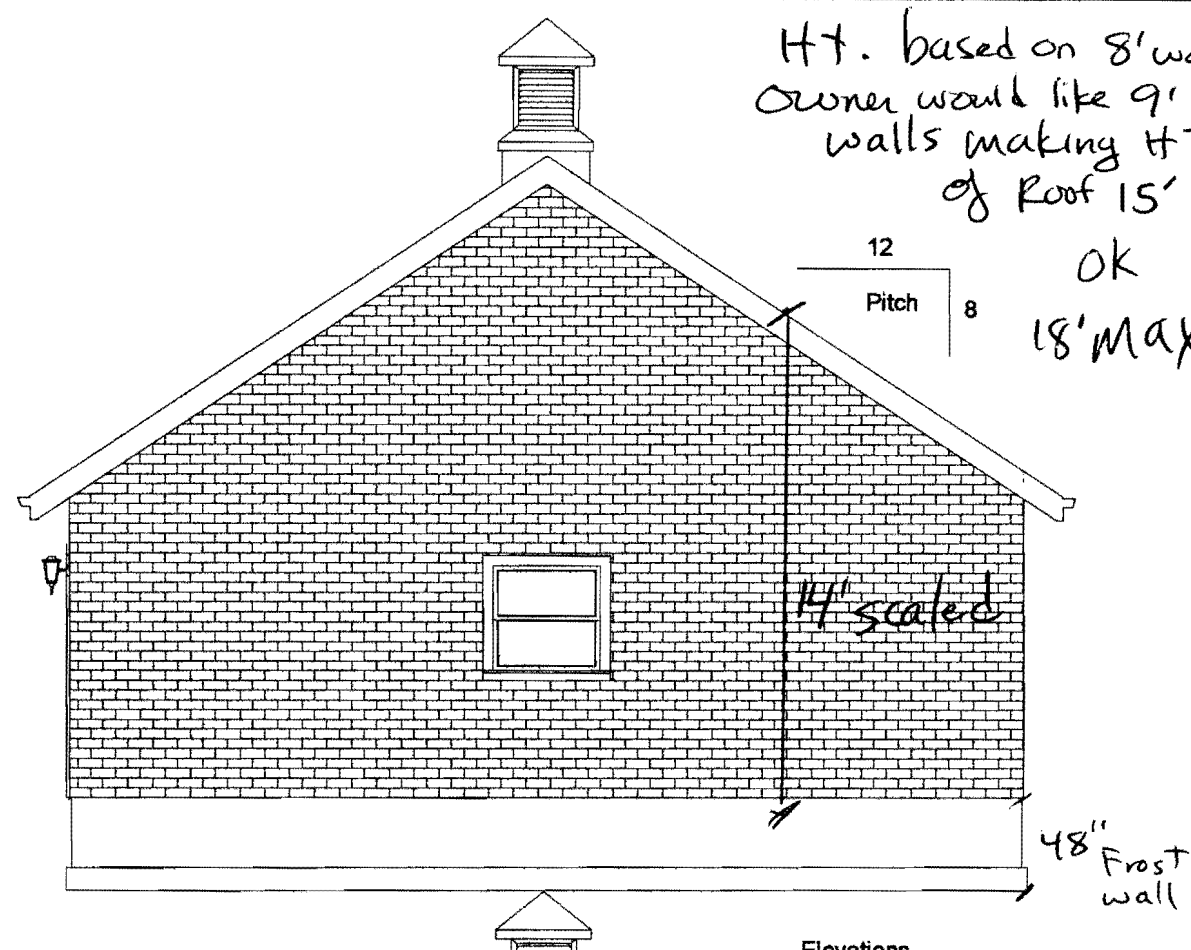 Ht. based on 8' wa
Owner would like 9'
walls making Ht
of Roof 15'
OK
18' MAX
12
Pitch
8
14' scaled
48"
Frost
wall
Elevations